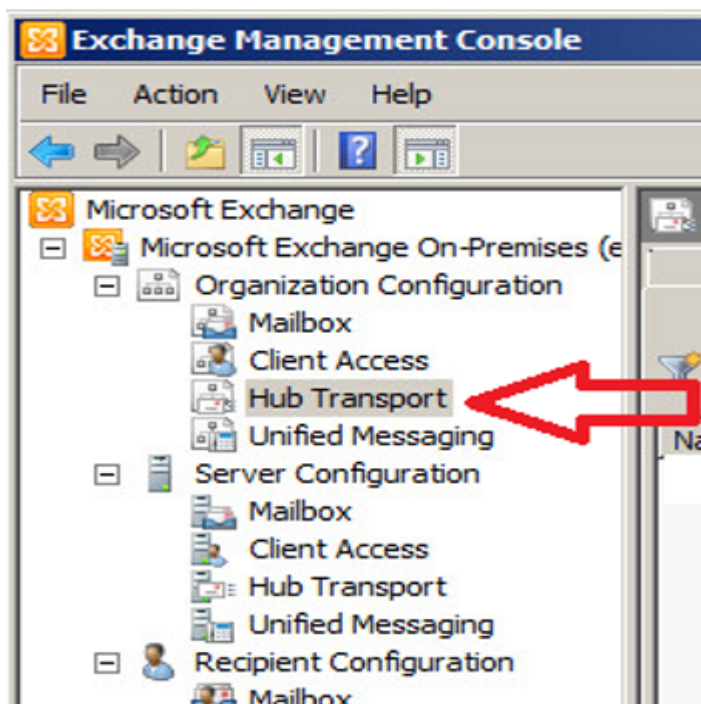 Exchange Management Console
File Action View Help
Microsoft Exchange
Microsoft Exchange On-Premises (e
Organization Configuration
Mailbox
Client Access
Hub Transport
Unified Messaging
Server Configuration
Mailbox
Client Access
Hub Transport
Unified Messaging
Recipient Configuration
Mailbox
Na